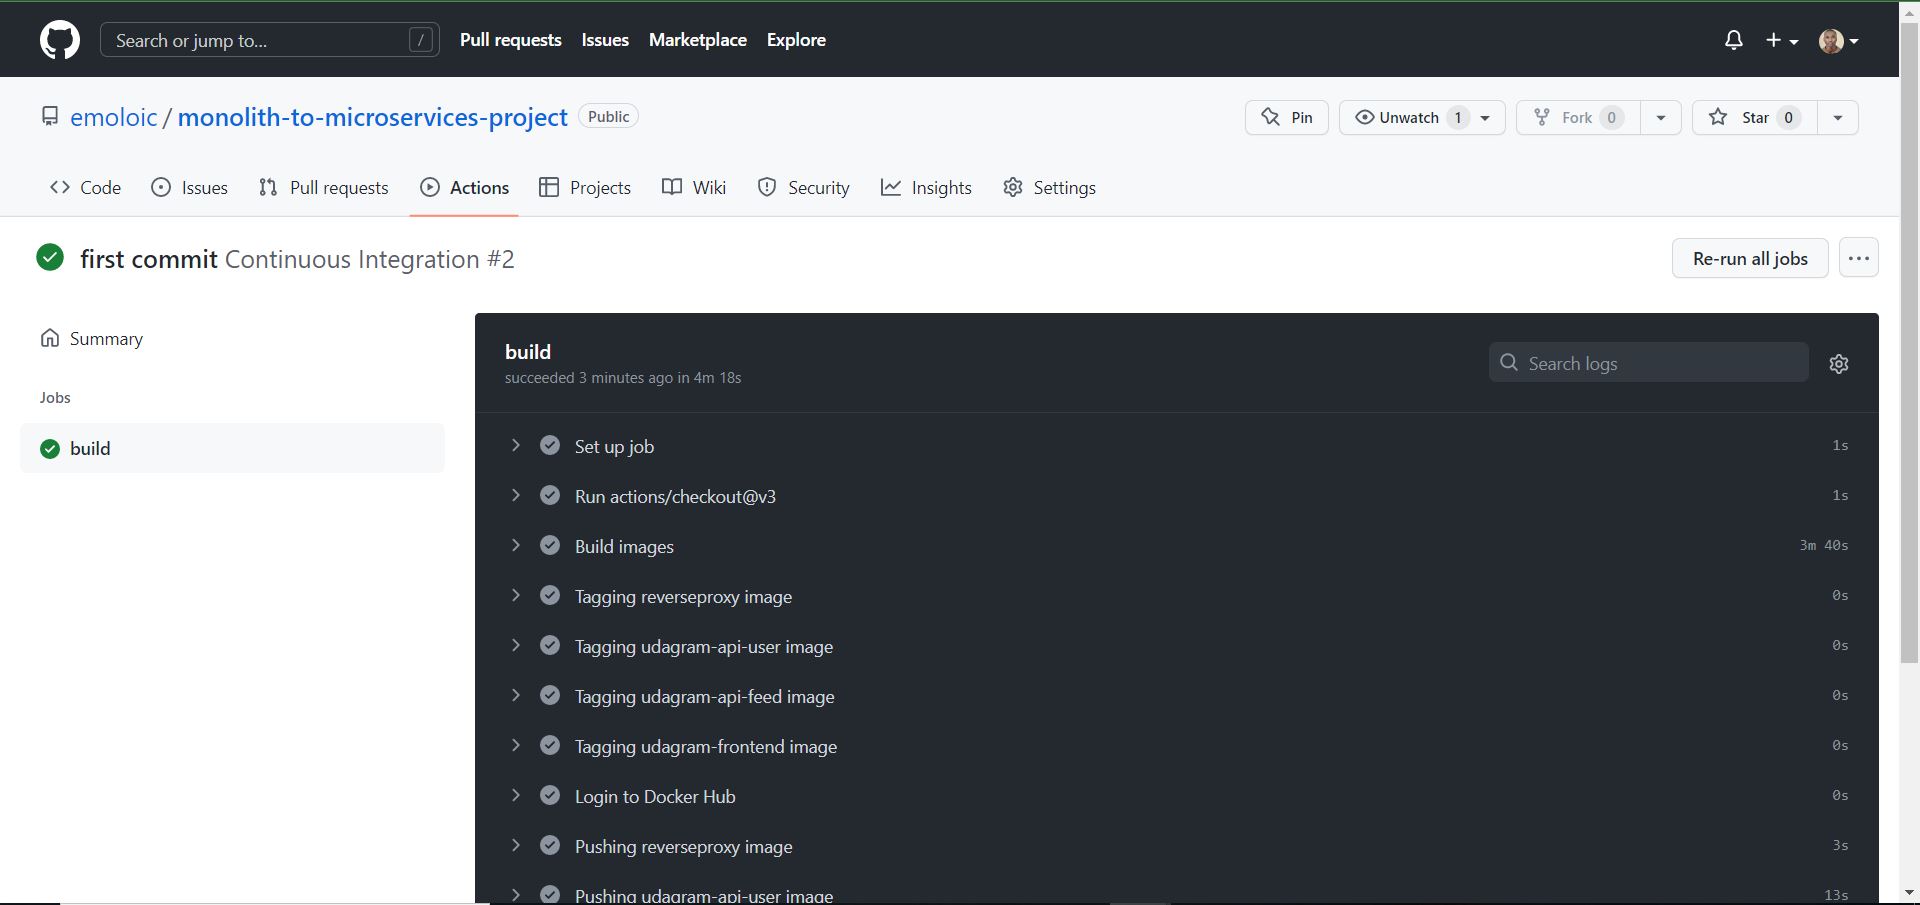 Search or jump to... / Pull requests Issues Marketplace Explore
emoloic / monolith-to-microservices-project Public Pin Unwatch 1 Fork 0 Star 0
Code Issues Pull requests Actions Projects Wiki Security Insights Settings
first commit Continuous Integration #2 Re-run all jobs
Summary
Jobs
build
build
succeeded 3 minutes ago in 4m 18s
Search logs
Set up job 1s
Run actions/checkout@v3 1s
Build images 3m 40s
Tagging reverseproxy image 0s
Tagging udagram-api-user image 0s
Tagging udagram-api-feed image 0s
Tagging udagram-frontend image 0s
Login to Docker Hub 0s
Pushing reverseproxy image 3s
Pushing udagram-api-user image 13s